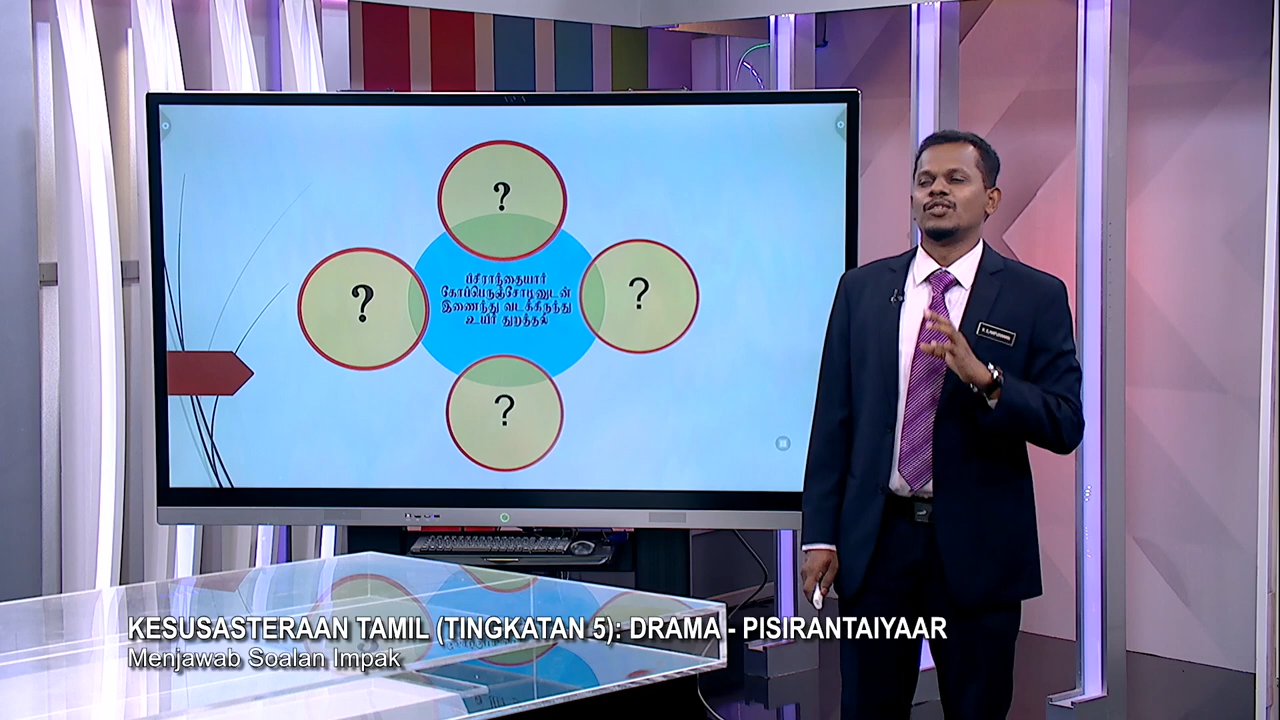 ?
?
?
பிசிராந்தையார்
கோப்பெருஞ்சோழனுடன்
இணைந்து வடக்கிருந்து
உயிர் துறத்தல்
?
KESUSASTERAAN TAMIL (TINGKATAN 5): DRAMA - PISIRANTAIYAAR
Menjawab Soalan Impak